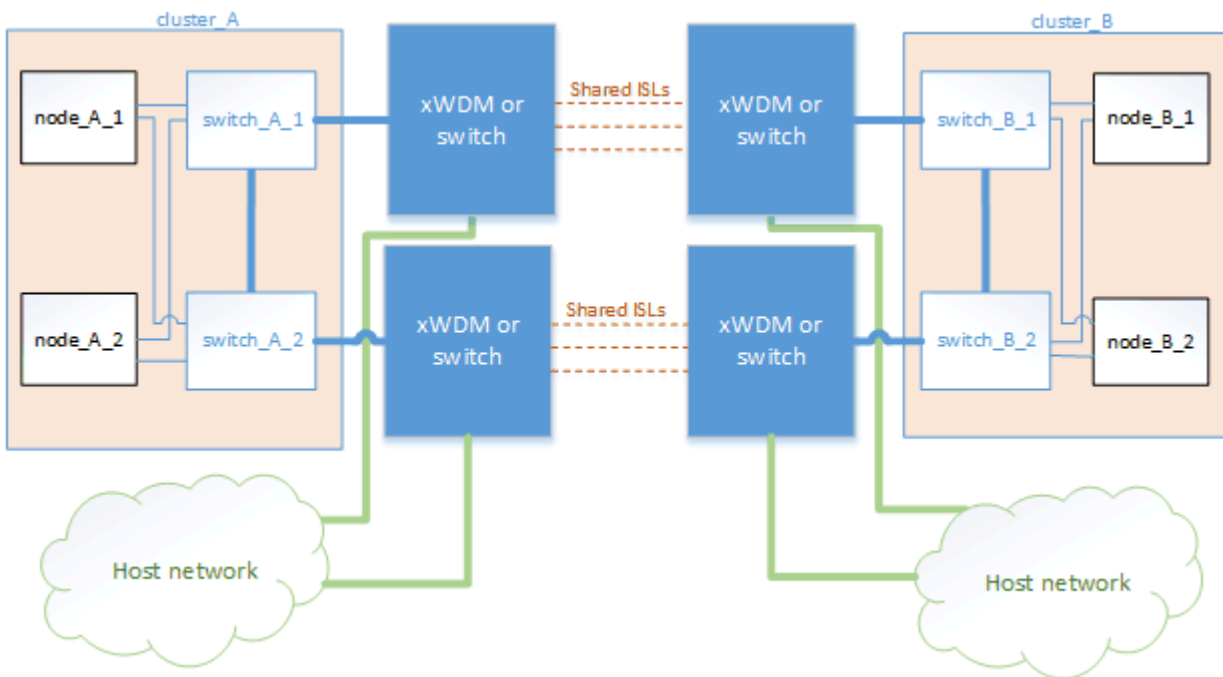 cluster_A
cluster_B
node_A_1
switch_A_1
xWDM or
switch
Shared ISLs
xWDM or
switch
switch_B_1
node_B_1
node_A_2
switch_A_2
xWDM or
switch
Shared ISLs
xWDM or
switch
switch_B_2
node_B_2
Host network
Host network